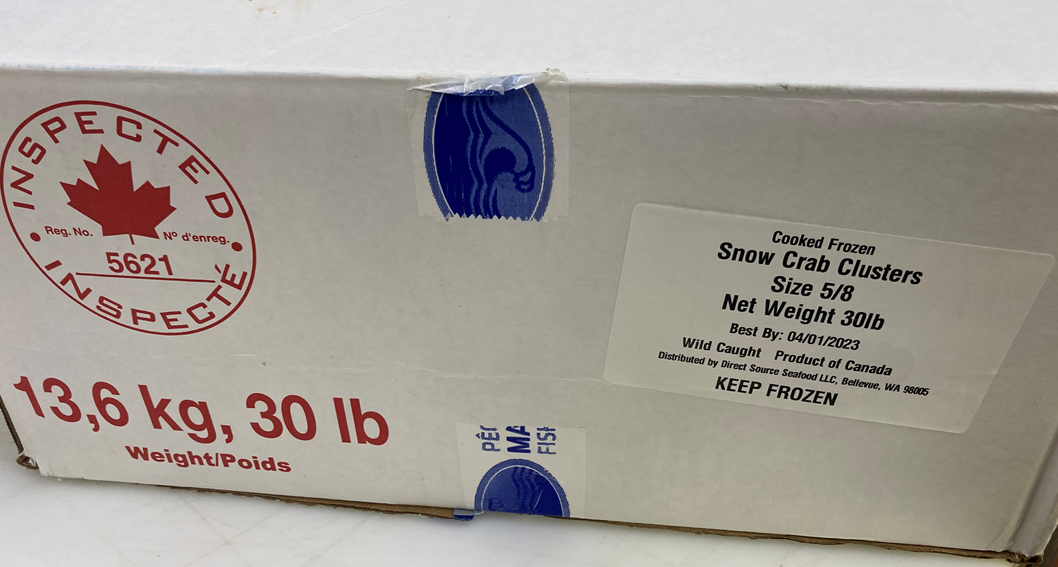 INSPECTED
Reg. No. Nº d'enreg.
5621
INSPECTÉ
13,6 kg, 30 lb
Weight/Poids
Cooked Frozen
Snow Crab Clusters
Size 5/8
Net Weight 30lb
Best By: 04/01/2023
Wild Caught Product of Canada
Distributed by Direct Source Seafood LLC, Bellevue, WA 98005
KEEP FROZEN